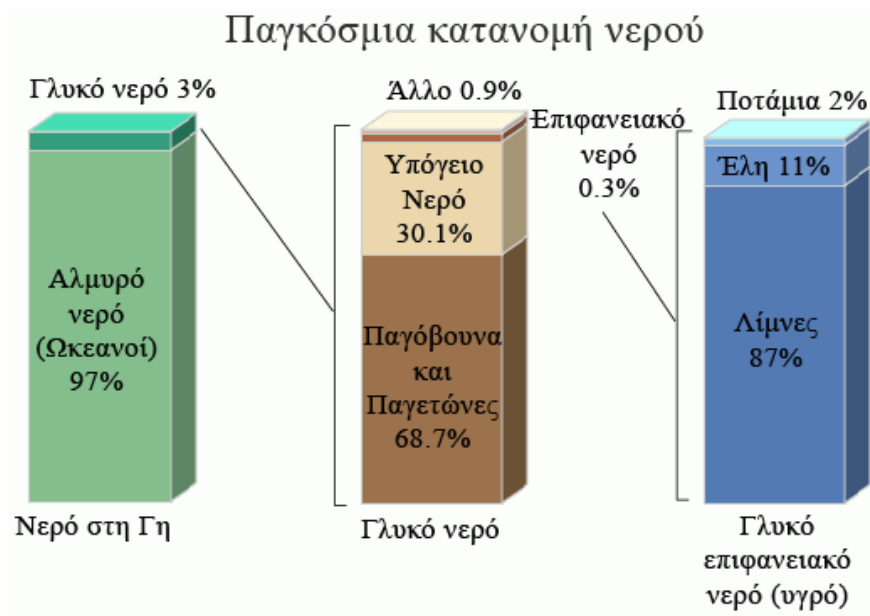 Παγκόσμια κατανομή νερού
Γλυκό νερό 3%
Αλμυρό
νερό
(Ωκεανοί)
97%
Νερό στη Γη
Άλλο 0.9%
Υπόγειο
Νερό
30.1%
Παγόβουνα
και
Παγετώνες
68.7%
Γλυκό νερό
Επιφανειακό
νερό
0.3%
Ποτάμια 2%
Έλη 11%
Λίμνες
87%
Γλυκό
επιφανειακό
νερό (υγρό)